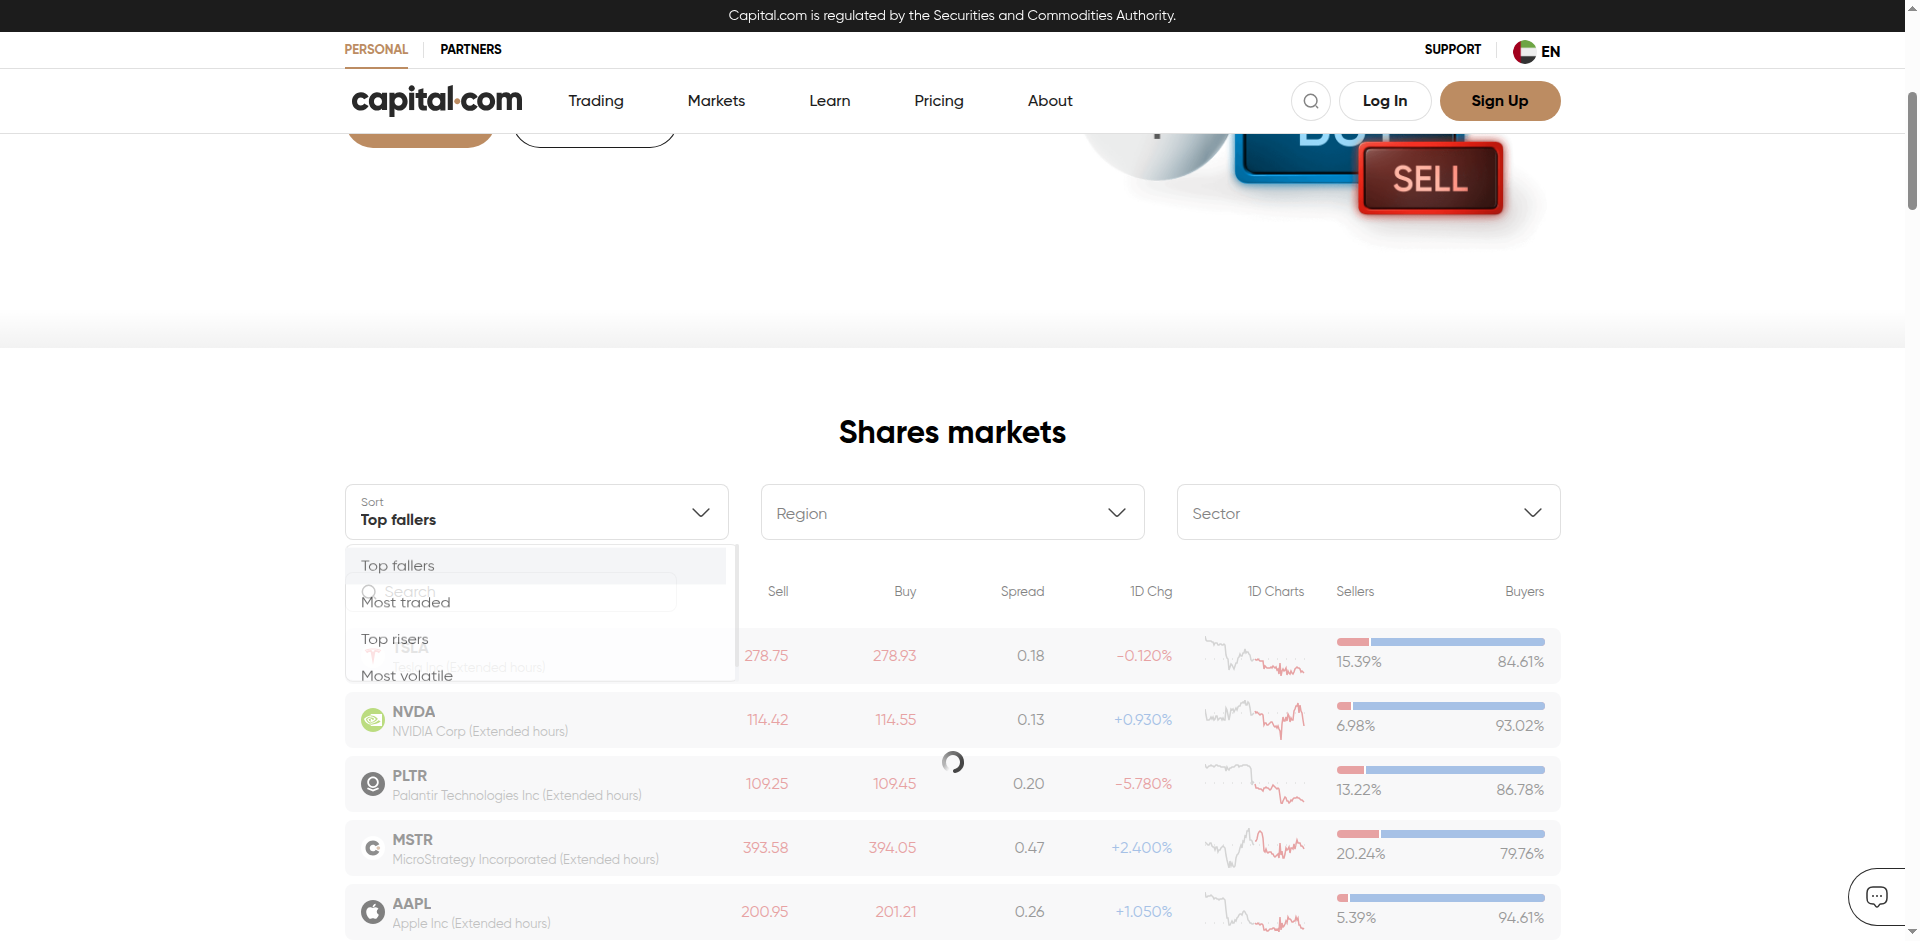 Capital.com is regulated by the Securities and Commodities Authority.
PERSONAL PARTNERS SUPPORT EN
capital.com Trading Markets Learn Pricing About Log In Sign Up
SELL
Shares markets
Sort
Top fallers
Region
Sector
Top fallers
Search
Most traded
Top risers
Most volatile
Sell Buy Spread 1D Chg 1D Charts Sellers Buyers
TSLA
Tesla Inc (Extended hours)
278.75 278.93 0.18 -0.120% 15.39% 84.61%
NVDA
NVIDIA Corp (Extended hours)
114.42 114.55 0.13 +0.930% 6.98% 93.02%
PLTR
Palantir Technologies Inc (Extended hours)
109.25 109.45 0.20 -5.780% 13.22% 86.78%
MSTR
MicroStrategy Incorporated (Extended hours)
393.58 394.05 0.47 +2.400% 20.24% 79.76%
AAPL
Apple Inc (Extended hours)
200.95 201.21 0.26 +1.050% 5.39% 94.61%